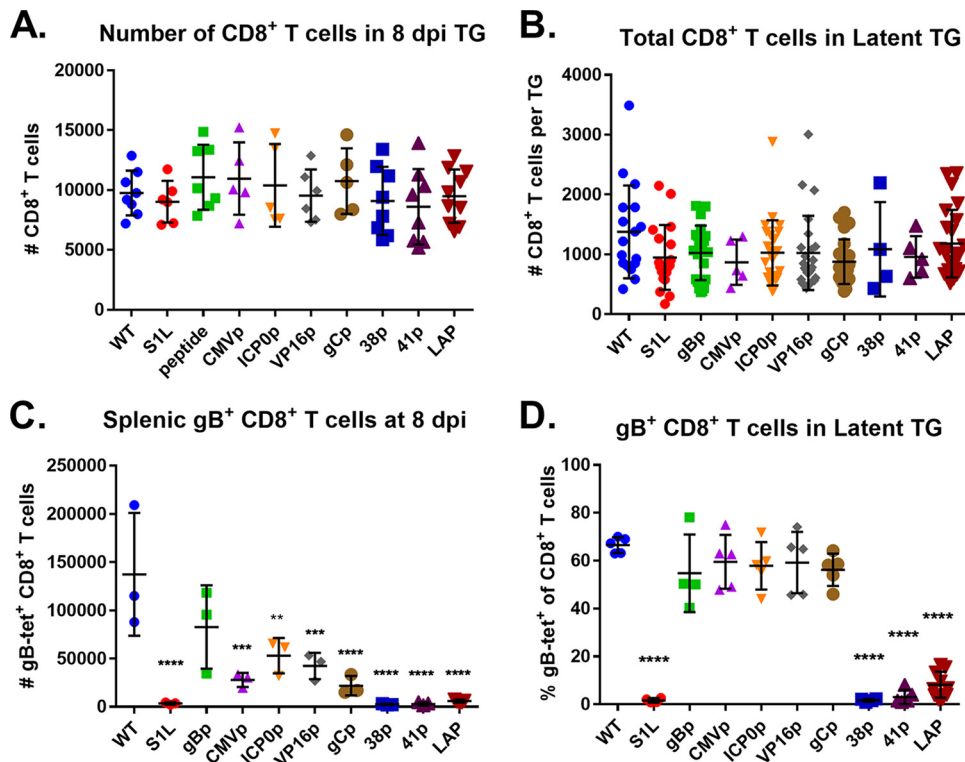 A. Number of CD8⁺ T cells in 8 dpi TG
# CD8⁺ T cells
20000
15000
10000
5000
0
WT S1L peptide CMVp ICP0p VP16p gCp 38p 41p LAP
B. Total CD8⁺ T cells in Latent TG
# CD8⁺ T cells per TG
4000
3000
2000
1000
0
WT S1L gBp CMVp ICP0p VP16p gCp 38p 41p LAP
C. Splenic gB⁺ CD8⁺ T cells at 8 dpi
# gB-tet⁺ CD8⁺ T cells
250000
200000
150000
100000
50000
0
**** *** ** *** **** **** **** ****
WT S1L gBp CMVp ICP0p VP16p gCp 38p 41p LAP
D. gB⁺ CD8⁺ T cells in Latent TG
% gB-tet⁺ of CD8⁺ T cells
100
80
60
40
20
0
**** **** **** ****
WT S1L gBp CMVp ICP0p VP16p gCp 38p 41p LAP